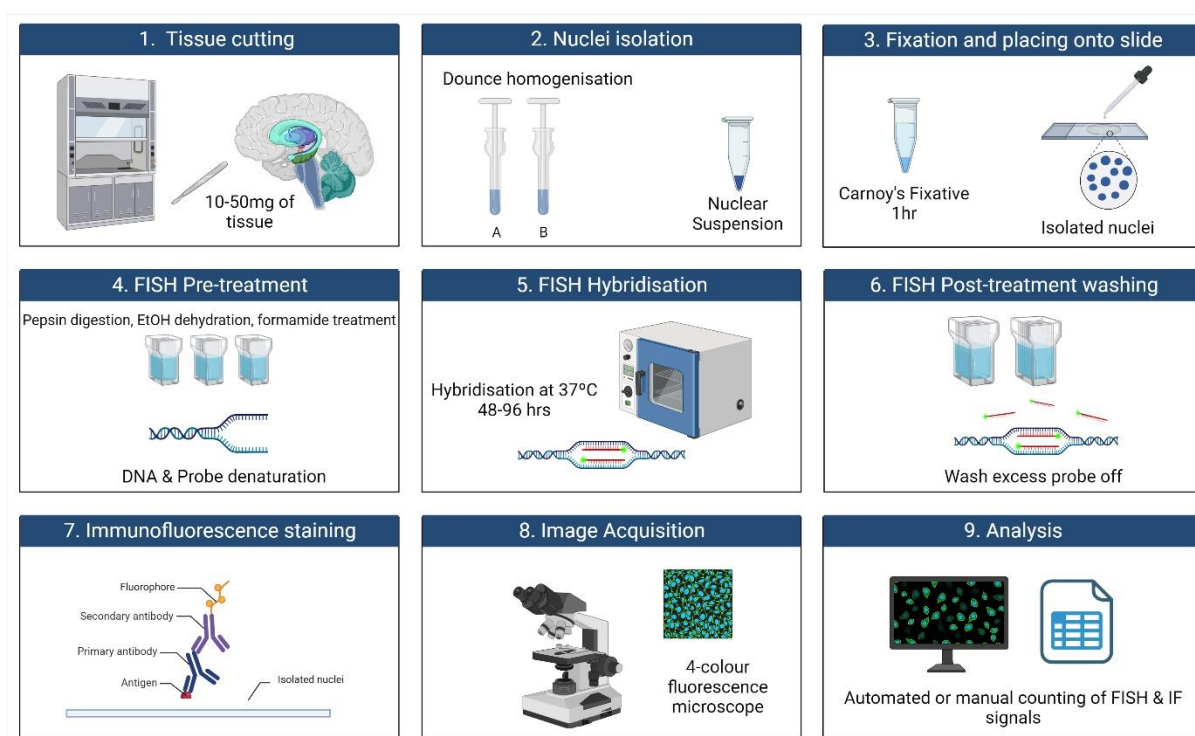 1. Tissue cutting
10-50mg of
tissue
2. Nuclei isolation
Dounce homogenisation
A
B
Nuclear
Suspension
3. Fixation and placing onto slide
Carnoy's Fixative
1hr
Isolated nuclei
4. FISH Pre-treatment
Pepsin digestion, EtOH dehydration, formamide treatment
DNA & Probe denaturation
5. FISH Hybridisation
Hybridisation at 37ºC
48-96 hrs
6. FISH Post-treatment washing
Wash excess probe off
7. Immunofluorescence staining
Fluorophore
Secondary antibody
Primary antibody
Antigen
Isolated nuclei
8. Image Acquisition
4-colour
fluorescence
microscope
9. Analysis
Automated or manual counting of FISH & IF
signals